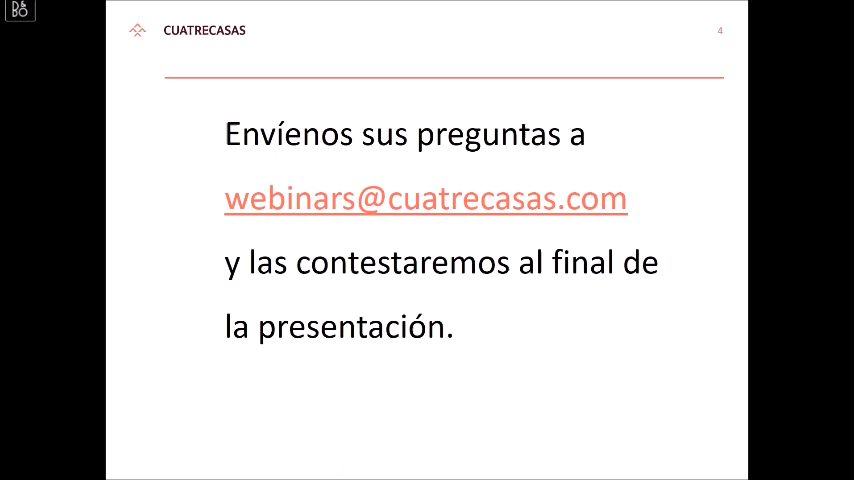 B&O
CUATRECASAS
4
Envíenos sus preguntas a
webinars@cuatrecasas.com
y las contestaremos al final de
la presentación.